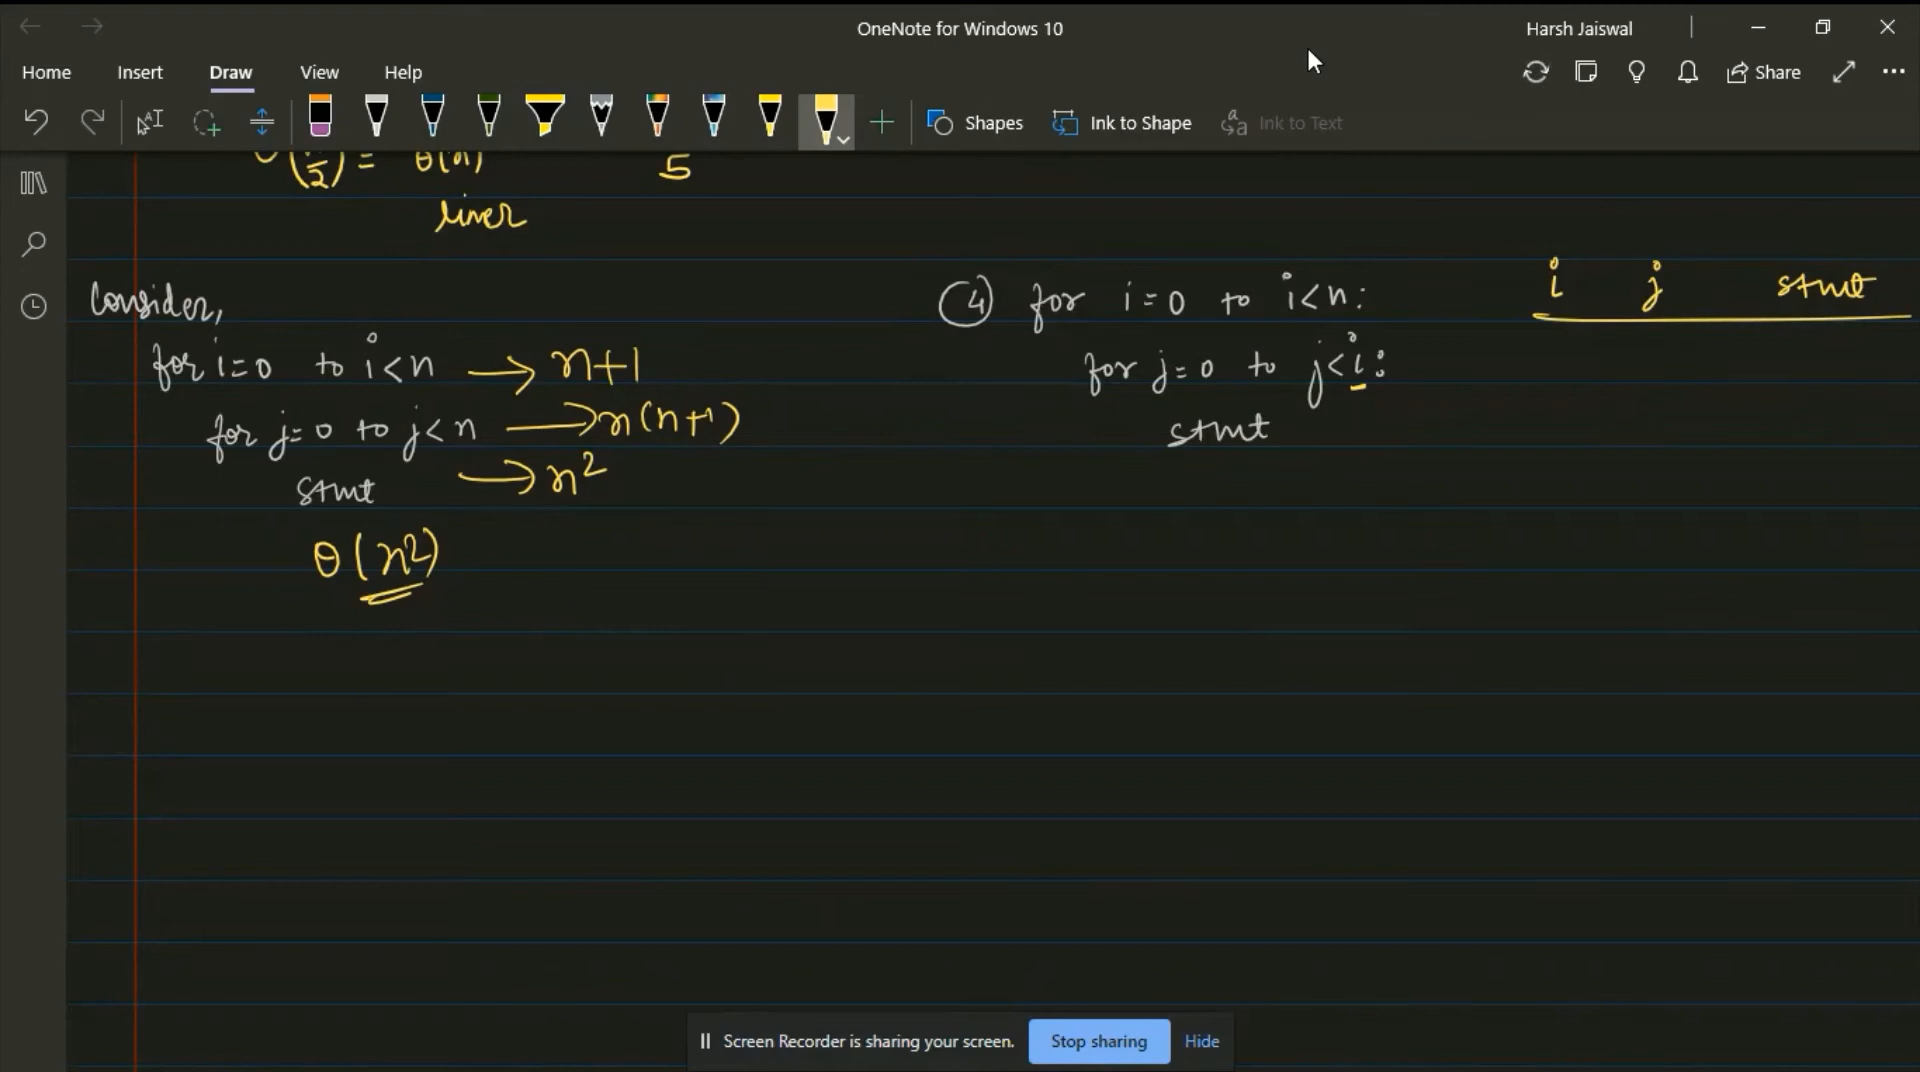 OneNote for Windows 10
Harsh Jaiswal
Home Insert Draw View Help
Share
Shapes Ink to Shape Ink to Text
(n/2) = θ(n) 5
liner
Consider,
for i=0 to i<n → n+1
for j=0 to j<n → n(n+1)
stmt → n²
θ(n²)
④ for i=0 to i<n:
for j=0 to j<i:
stmt
i j stmt
Screen Recorder is sharing your screen. Stop sharing Hide